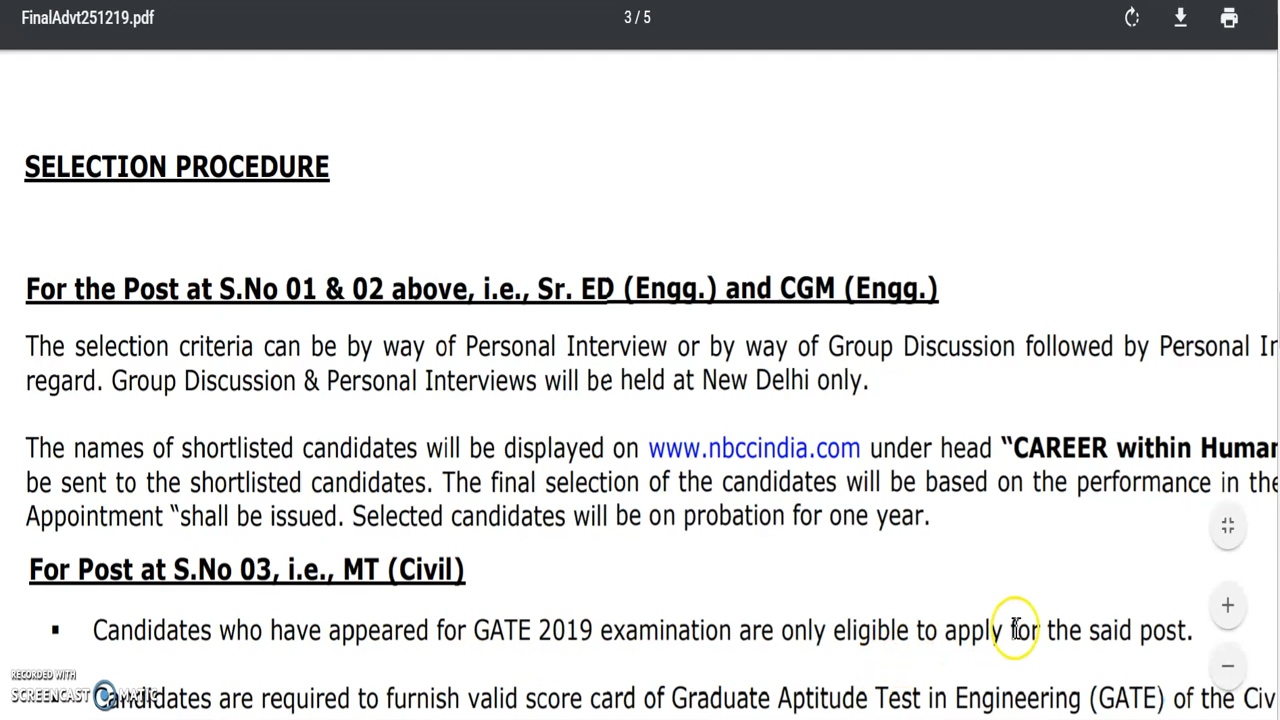 FinalAdvt251219.pdf
3 / 5
SELECTION PROCEDURE
For the Post at S.No 01 & 02 above, i.e., Sr. ED (Engg.) and CGM (Engg.)
The selection criteria can be by way of Personal Interview or by way of Group Discussion followed by Personal
regard. Group Discussion & Personal Interviews will be held at New Delhi only.
The names of shortlisted candidates will be displayed on www.nbccindia.com under head “CAREER within Human
be sent to the shortlisted candidates. The final selection of the candidates will be based on the performance in the
Appointment “shall be issued. Selected candidates will be on probation for one year.
For Post at S.No 03, i.e., MT (Civil)
▪ Candidates who have appeared for GATE 2019 examination are only eligible to apply for the said post.
Candidates are required to furnish valid score card of Graduate Aptitude Test in Engineering (GATE) of the
RECORDED WITH
SCREENCAST MATIC